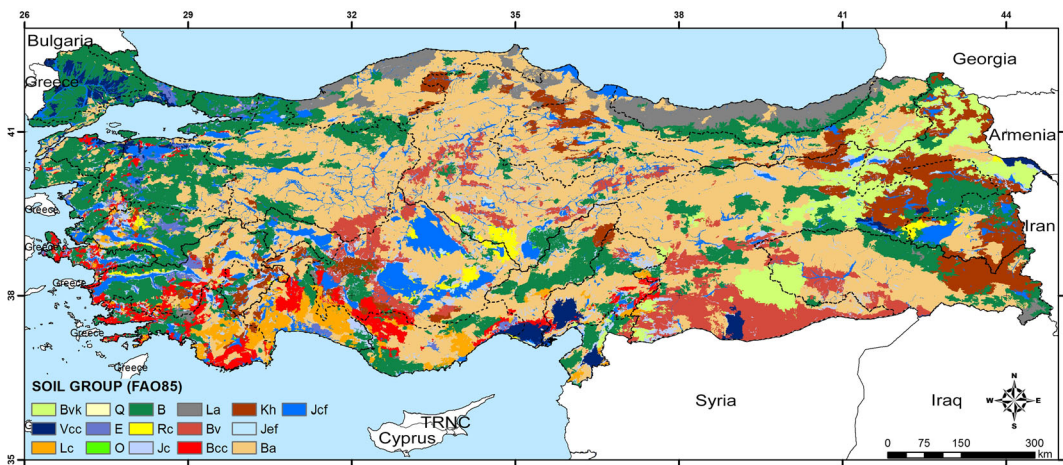 26 29 32 35 38 41 44
Bulgaria
Georgia
Greece
41
Armenia
Greece
Iran
Greece
38
Greece
Greece
Greece
SOIL GROUP (FAO85)
Bvk Q B La Kh Jcf
Vcc E Rc Bv Jef
Lc O Jc Bcc Ba
TRNC
Cyprus
Syria
Iraq
N
W E
S
0 75 150 300
km
35